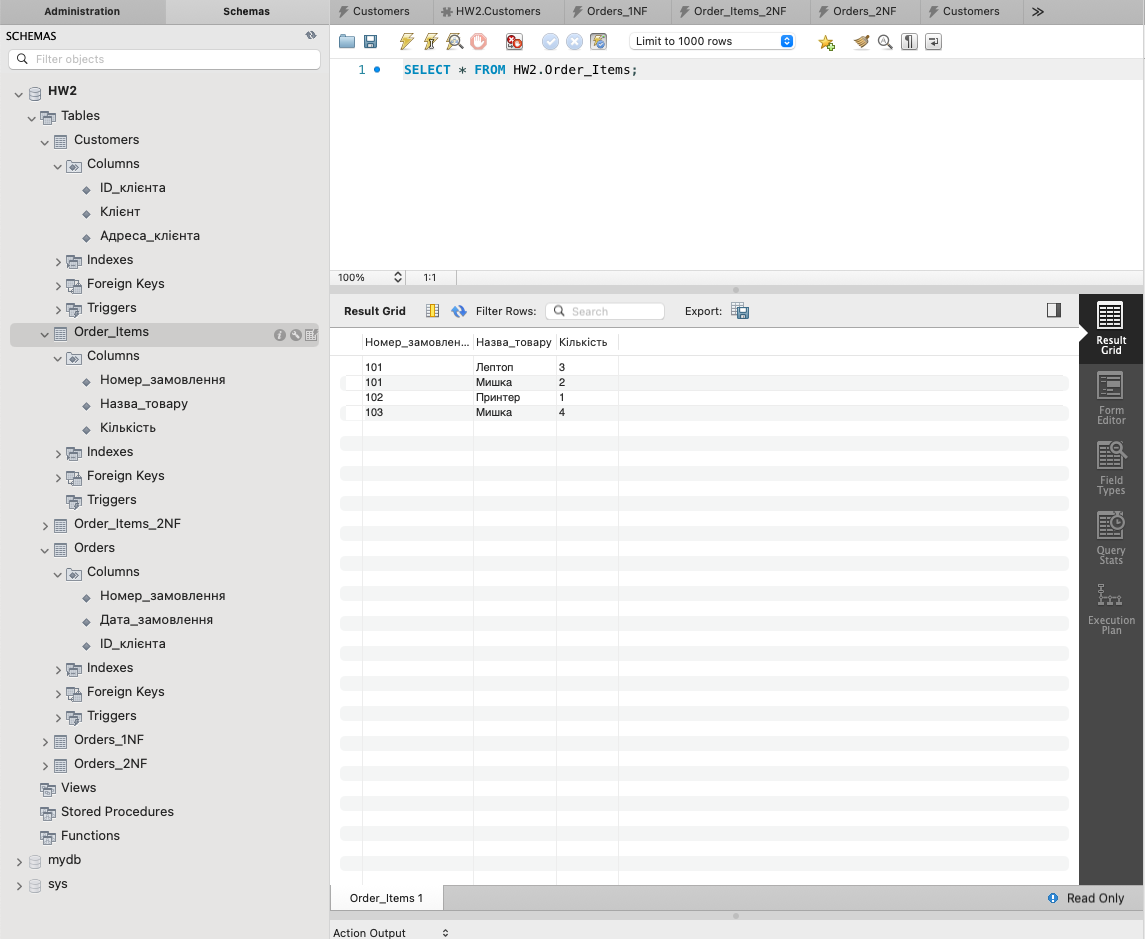 Administration Schemas
SCHEMAS
Filter objects
HW2
Tables
Customers
Columns
ID_клієнта
Клієнт
Адреса_клієнта
Indexes
Foreign Keys
Triggers
Order_Items
Columns
Номер_замовлення
Назва_товару
Кількість
Indexes
Foreign Keys
Triggers
Order_Items_2NF
Orders
Columns
Номер_замовлення
Дата_замовлення
ID_клієнта
Indexes
Foreign Keys
Triggers
Orders_1NF
Orders_2NF
Views
Stored Procedures
Functions
mydb
sys
Customers HW2.Customers Orders_1NF Order_Items_2NF Orders_2NF Customers
Limit to 1000 rows
1 SELECT * FROM HW2.Order_Items;
100% 1:1
Result Grid Filter Rows: Search Export:
Номер_замовлен... Назва_товару Кількість
101 Лептоп 3
101 Мишка 2
102 Принтер 1
103 Мишка 4
Result
Grid
Form
Editor
Field
Types
Query
Stats
Execution
Plan
Order_Items 1 Read Only
Action Output